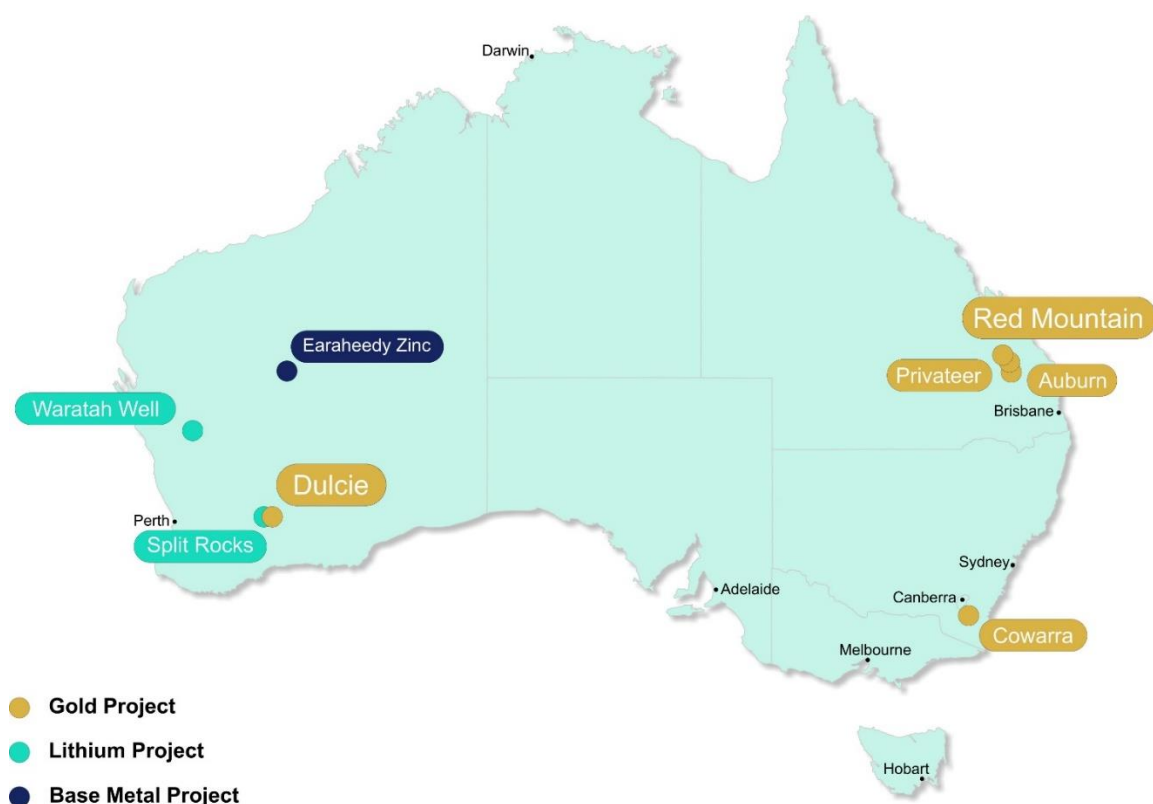 Darwin
Red Mountain
Earaheedy Zinc
Privateer
Auburn
Waratah Well
Brisbane
Dulcie
Perth
Split Rocks
Sydney
Adelaide
Canberra
Cowarra
Melbourne
Gold Project
Lithium Project
Hobart
Base Metal Project